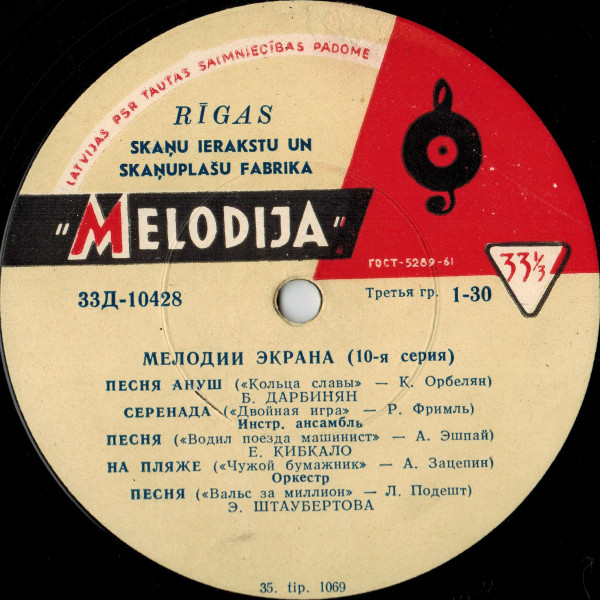 LATVIJAS PSR TAUTAS SAIMNIECĪBAS PADOME
RĪGAS
SKAŅU IERAKSTU UN
SKAŅUPLAŠU FABRIKA
"MELODIJA"
ГОСТ-5289-61
33⅓
33Д-10428
Третья гр. 1-30
МЕЛОДИИ ЭКРАНА (10-я серия)
ПЕСНЯ АНУШ («Кольца славы» — К. Орбелян)
Б. ДАРБИНЯН
СЕРЕНАДА («Двойная игра» — Р. Фримль)
Инстр. ансамбль
ПЕСНЯ («Водил поезда машинист» — А. Эшпай)
Е. КИБКАЛО
НА ПЛЯЖЕ («Чужой бумажник» — А. Зацепин)
Оркестр
ПЕСНЯ («Вальс за миллион» — Л. Подешт)
Э. ШТАУБЕРТОВА
35. tip. 1069